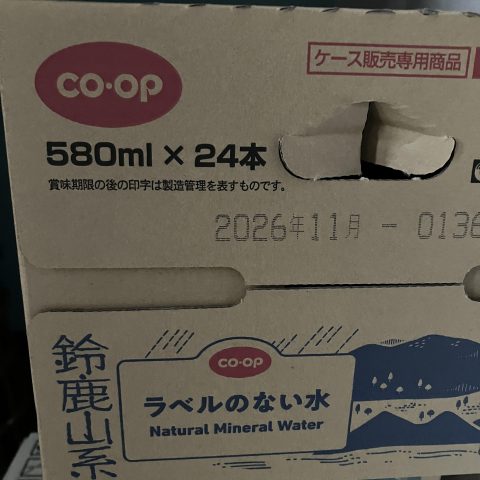 CO·OP
ケース販売専用商品
580ml × 24本
賞味期限の後の印字は製造管理を表すものです。
2026年11月 - 0136
鈴鹿山系
CO·OP
ラベルのない水
Natural Mineral Water